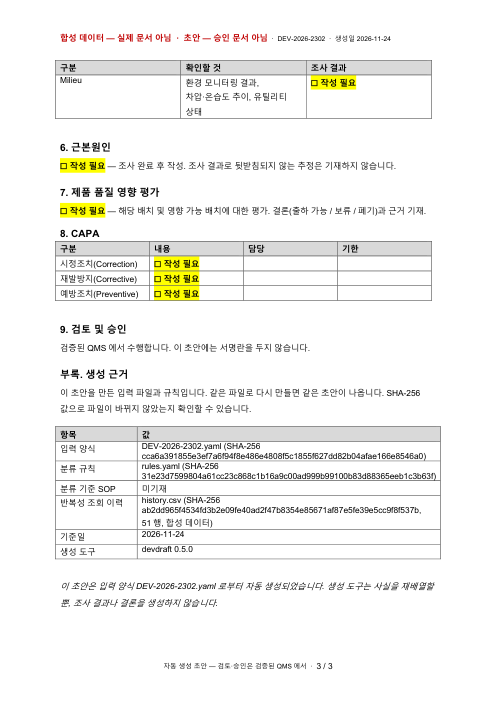 합성 데이터 — 실제 문서 아님 · 초안 — 승인 문서 아님 · DEV-2026-2302 · 생성일 2026-11-24
구분 확인할 것 조사 결과
Milieu 환경 모니터링 결과, ☐ 작성 필요
차압·온습도 추이, 유틸리티
상태
6. 근본원인
☐ 작성 필요 — 조사 완료 후 작성. 조사 결과로 뒷받침되지 않는 추정은 기재하지 않습니다.
7. 제품 품질 영향 평가
☐ 작성 필요 — 해당 배치 및 영향 가능 배치에 대한 평가. 결론(출하 가능 / 보류 / 폐기)과 근거 기재.
8. CAPA
구분 내용 담당 기한
시정조치(Correction) ☐ 작성 필요
재발방지(Corrective) ☐ 작성 필요
예방조치(Preventive) ☐ 작성 필요
9. 검토 및 승인
검증된 QMS 에서 수행합니다. 이 초안에는 서명란을 두지 않습니다.
부록. 생성 근거
이 초안을 만든 입력 파일과 규칙입니다. 같은 파일로 다시 만들면 같은 초안이 나옵니다. SHA-256
값으로 파일이 바뀌지 않았는지 확인할 수 있습니다.
항목 값
입력 양식 DEV-2026-2302.yaml (SHA-256
cca6a391855e3ef7a6f94f8e486e4808f5c1855f627dd82b04afae166e8546a0)
분류 규칙 rules.yaml (SHA-256
31e23d7599804a61cc23c868c1b16a9c00ad999b99100b83d88365eeb1c3b63f)
분류 기준 SOP 미기재
반복성 조회 이력 history.csv (SHA-256
ab2dd965f4534fd3b2e09fe40ad2f47b8354e85671af87e5fe39e5cc9f8f537b,
51 행, 합성 데이터)
기준일 2026-11-24
생성 도구 devdraft 0.5.0
이 초안은 입력 양식 DEV-2026-2302.yaml 로부터 자동 생성되었습니다. 생성 도구는 사실을 재배열할
뿐, 조사 결과나 결론을 생성하지 않습니다.
자동 생성 초안 — 검토·승인은 검증된 QMS 에서 · 3 / 3